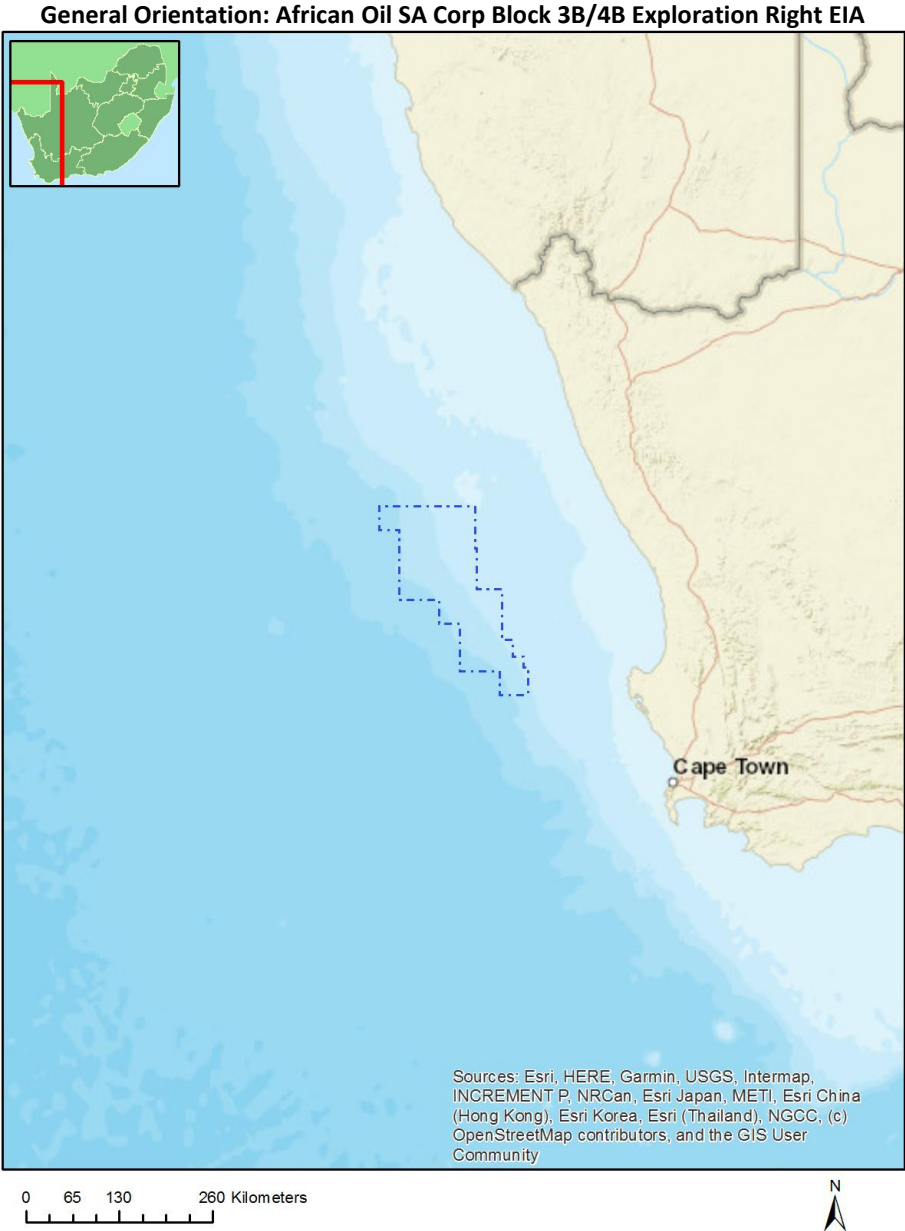 General Orientation: African Oil SA Corp Block 3B/4B Exploration Right EIA
Cape Town
Sources: Esri, HERE, Garmin, USGS, Intermap,
INCREMENT P, NRCan, Esri Japan, METI, Esri China
(Hong Kong), Esri Korea, Esri (Thailand), NGCC, (c)
OpenStreetMap contributors, and the GIS User
Community
0 65 130 260 Kilometers
N